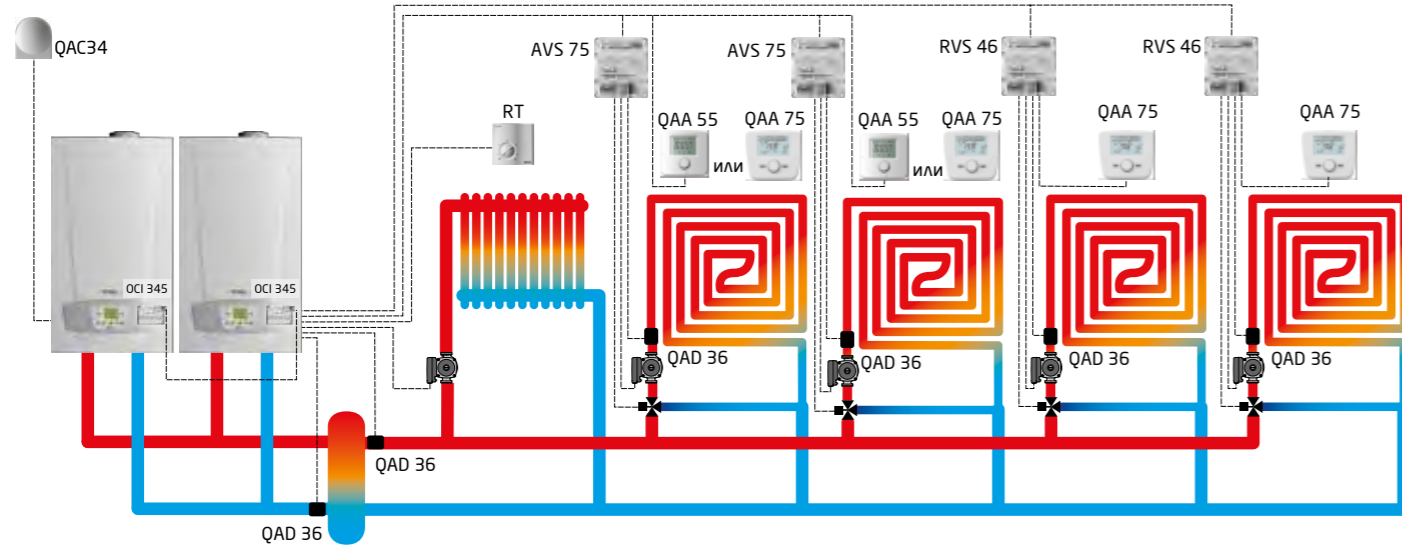 QAC34
AVS 75
AVS 75
RVS 46
RVS 46
RT
QAA 55
QAA 75
QAA 55
QAA 75
QAA 75
QAA 75
или
или
OCI 345
OCI 345
QAD 36
QAD 36
QAD 36
QAD 36
QAD 36
QAD 36